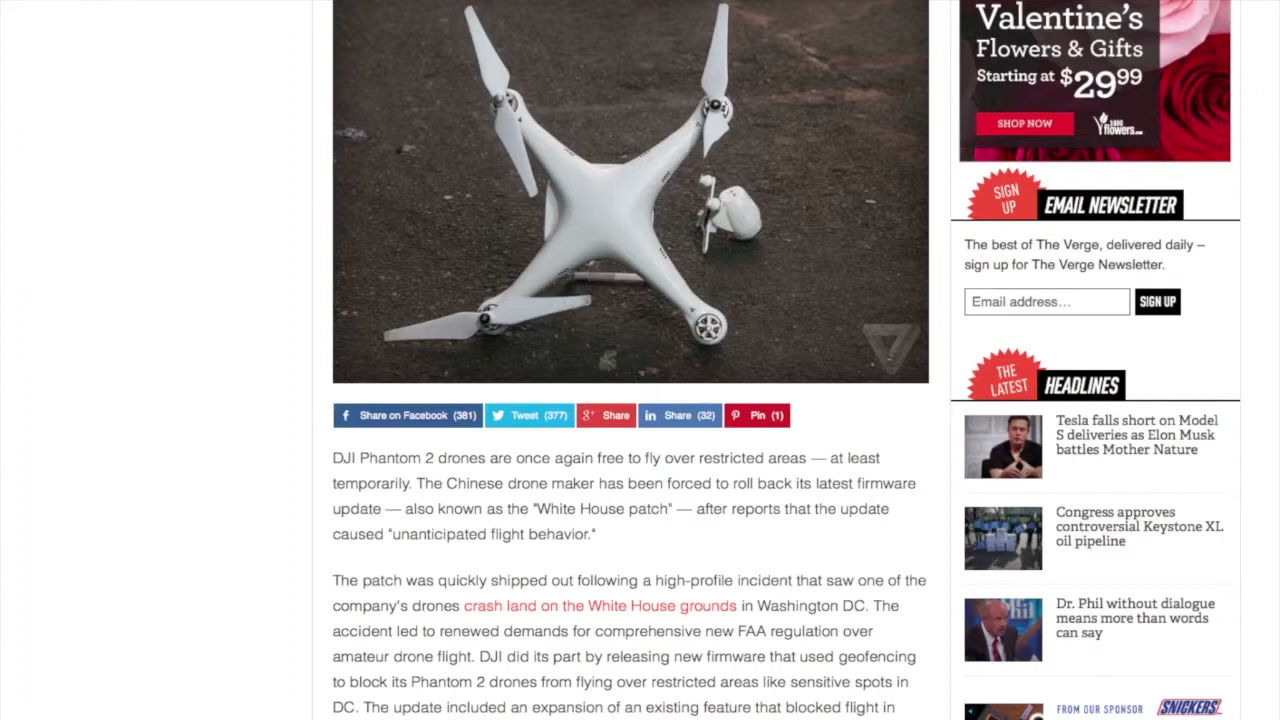 Valentine's
Flowers & Gifts
Starting at $29⁹⁹
SHOP NOW
1800
flowers.com
SIGN
UP
EMAIL NEWSLETTER
The best of The Verge, delivered daily –
sign up for The Verge Newsletter.
Email address…
SIGN UP
Share on Facebook (381)
Tweet (377)
Share
Share (32)
Pin (1)
DJI Phantom 2 drones are once again free to fly over restricted areas — at least
temporarily. The Chinese drone maker has been forced to roll back its latest firmware
update — also known as the "White House patch" — after reports that the update
caused "unanticipated flight behavior."
The patch was quickly shipped out following a high-profile incident that saw one of the
company's drones crash land on the White House grounds in Washington DC. The
accident led to renewed demands for comprehensive new FAA regulation over
amateur drone flight. DJI did its part by releasing new firmware that used geofencing
to block its Phantom 2 drones from flying over restricted areas like sensitive spots in
DC. The update included an expansion of an existing feature that blocked flight in
THE
LATEST
HEADLINES
Tesla falls short on Model
S deliveries as Elon Musk
battles Mother Nature
Congress approves
controversial Keystone XL
oil pipeline
Dr. Phil without dialogue
means more than words
can say
FROM OUR SPONSOR
SNICKERS